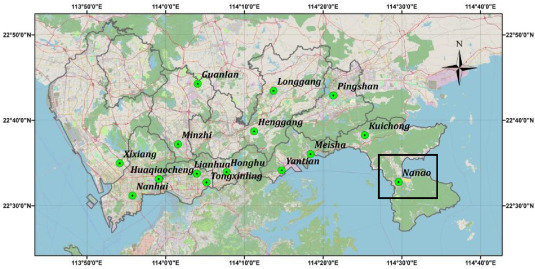 113°50'0"E 114°0'0"E 114°10'0"E 114°20'0"E 114°30'0"E 114°40'0"E
22°50'0"N 22°50'0"N
N
Guanlan
Longgang
Pingshan
22°40'0"N 22°40'0"N
Henggang
Kuichong
Minzhi
Meisha
Xixiang
Lianhua Honghu Yantian
Huaqiaocheng
Nanao
Tongxinling
Nanhai
22°30'0"N 22°30'0"N
113°50'0"E 114°0'0"E 114°10'0"E 114°20'0"E 114°30'0"E 114°40'0"E